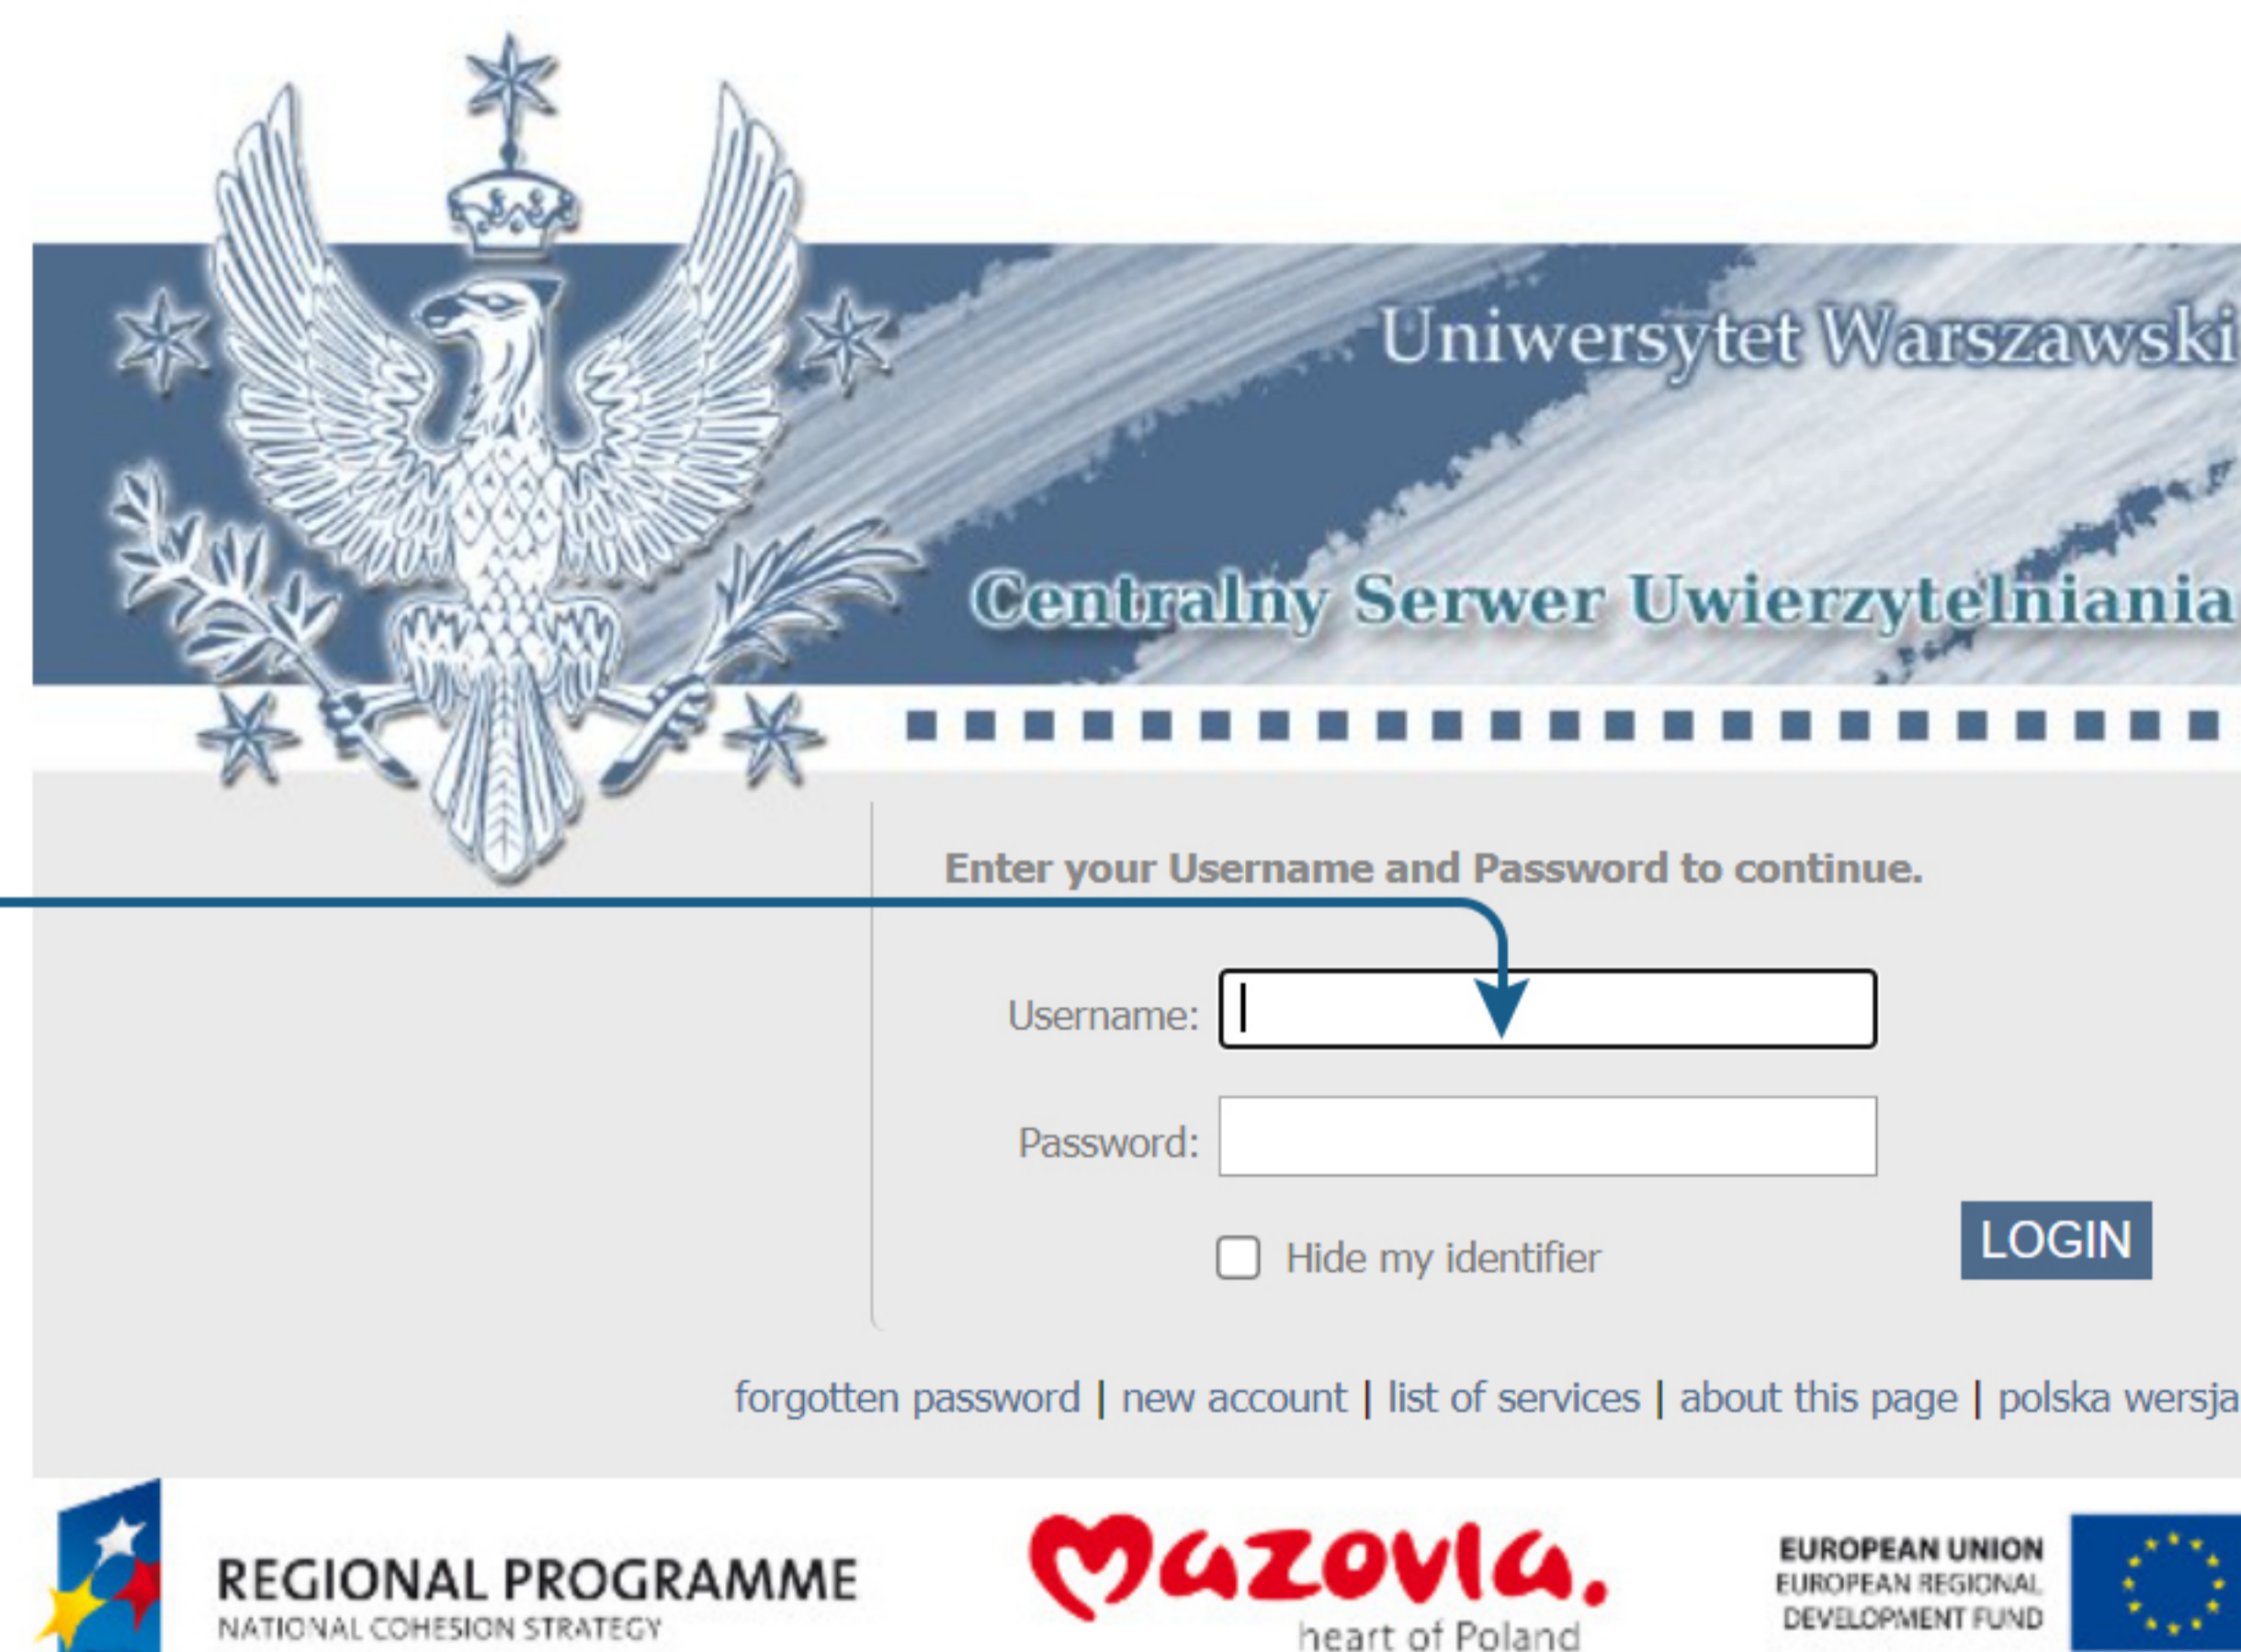 Uniwersytet Warszawski
Centralny Serwer Uwierzytelniania
Enter your Username and Password to continue.
Username:
Password:
Hide my identifier
LOGIN
forgotten password | new account | list of services | about this page | polska wersja
REGIONAL PROGRAMME
NATIONAL COHESION STRATEGY
Mazovia.
heart of Poland
EUROPEAN UNION
EUROPEAN REGIONAL
DEVELOPMENT FUND